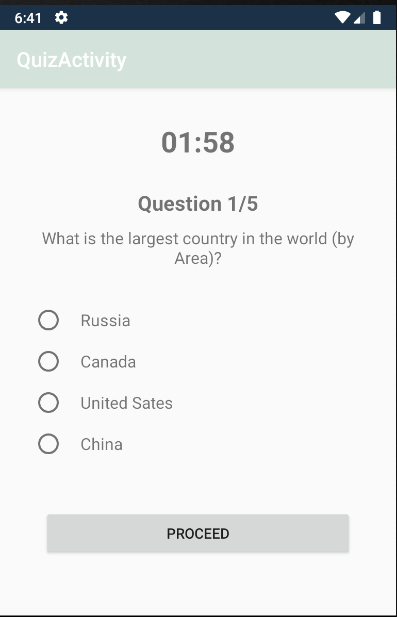 6:41
QuizActivity
01:58
Question 1/5
What is the largest country in the world (by
Area)?
Russia
Canada
United Sates
China
PROCEED